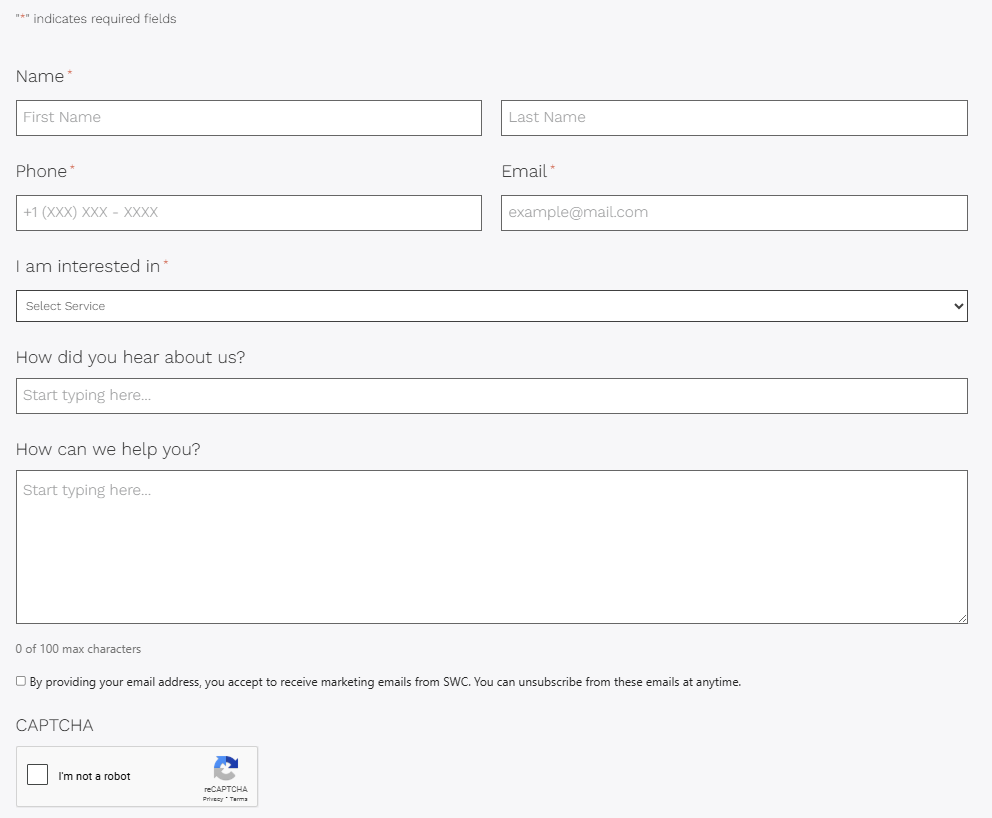 "*" indicates required fields
Name *
First Name
Last Name
Phone *
Email *
+1 (XXX) XXX - XXXX
example@mail.com
I am interested in *
Select Service
How did you hear about us?
Start typing here...
How can we help you?
Start typing here...
0 of 100 max characters
By providing your email address, you accept to receive marketing emails from SWC. You can unsubscribe from these emails at anytime.
CAPTCHA
I'm not a robot
reCAPTCHA
Privacy - Terms